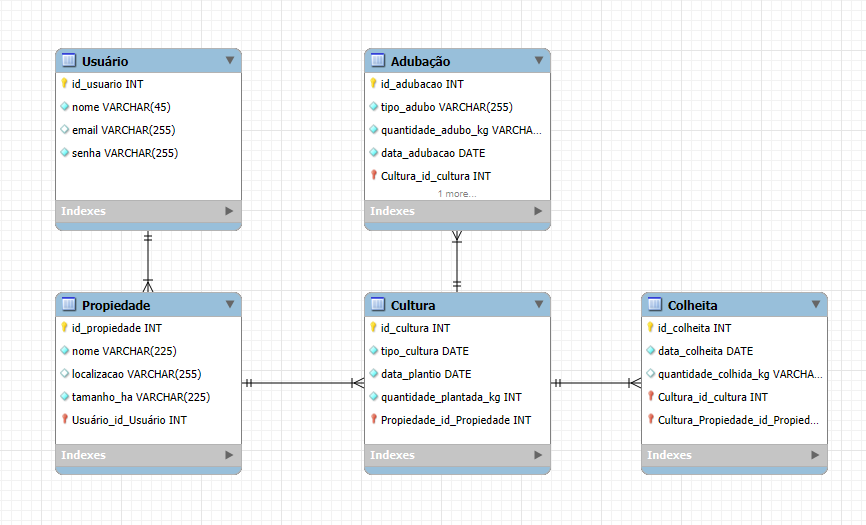 Usuário
id_usuario INT
nome VARCHAR(45)
email VARCHAR(255)
senha VARCHAR(255)
Indexes
Adubação
id_adubacao INT
tipo_adubo VARCHAR(255)
quantidade_adubo_kg VARCHA...
data_adubacao DATE
Cultura_id_cultura INT
1 more...
Indexes
Propiedade
id_propiedade INT
nome VARCHAR(225)
localizacao VARCHAR(255)
tamanho_ha VARCHAR(225)
Usuário_id_Usuário INT
Indexes
Cultura
id_cultura INT
tipo_cultura DATE
data_plantio DATE
quantidade_plantada_kg INT
Propiedade_id_Propiedade INT
Indexes
Colheita
id_colheita INT
data_colheita DATE
quantidade_colhida_kg VARCHA...
Cultura_id_cultura INT
Cultura_Propiedade_id_Propied...
Indexes